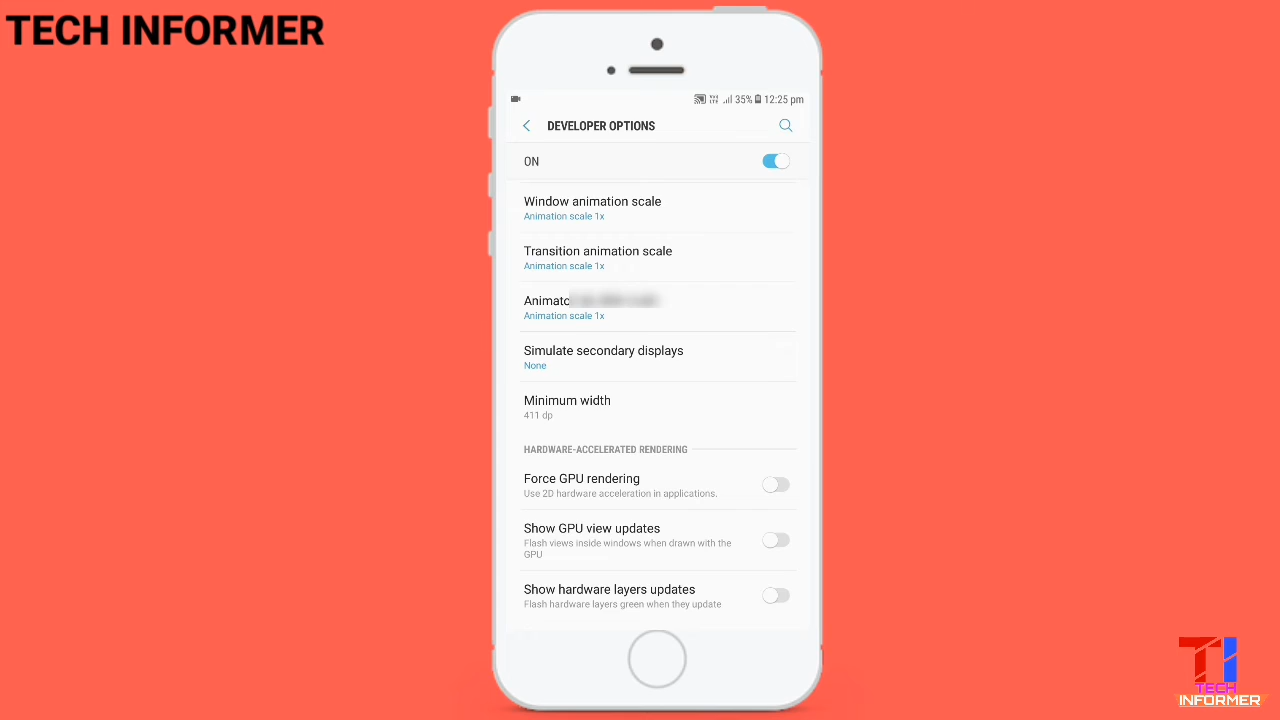 TECH INFORMER
35% 12:25 pm
DEVELOPER OPTIONS
ON
Window animation scale
Animation scale 1x
Transition animation scale
Animation scale 1x
Animation scale 1x
Simulate secondary displays
None
Minimum width
411 dp
HARDWARE-ACCELERATED RENDERING
Force GPU rendering
Use 2D hardware acceleration in applications.
Show GPU view updates
Flash views inside windows when drawn with the
GPU
Show hardware layers updates
Flash hardware layers green when they update
TI
TECH
INFORMER